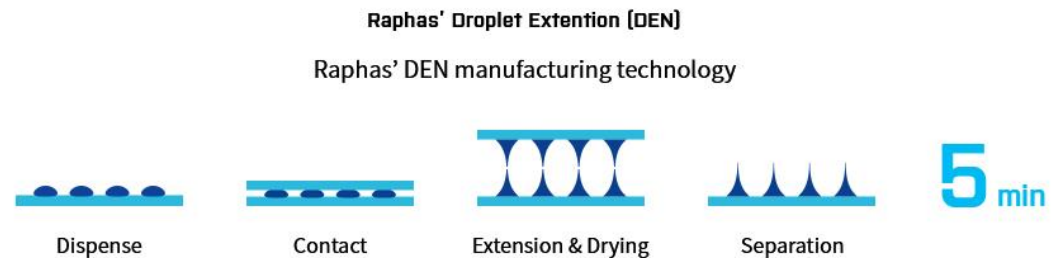 Raphas' Droplet Extention (DEN)
Raphas' DEN manufacturing technology
5 min
Dispense
Contact
Extension & Drying
Separation